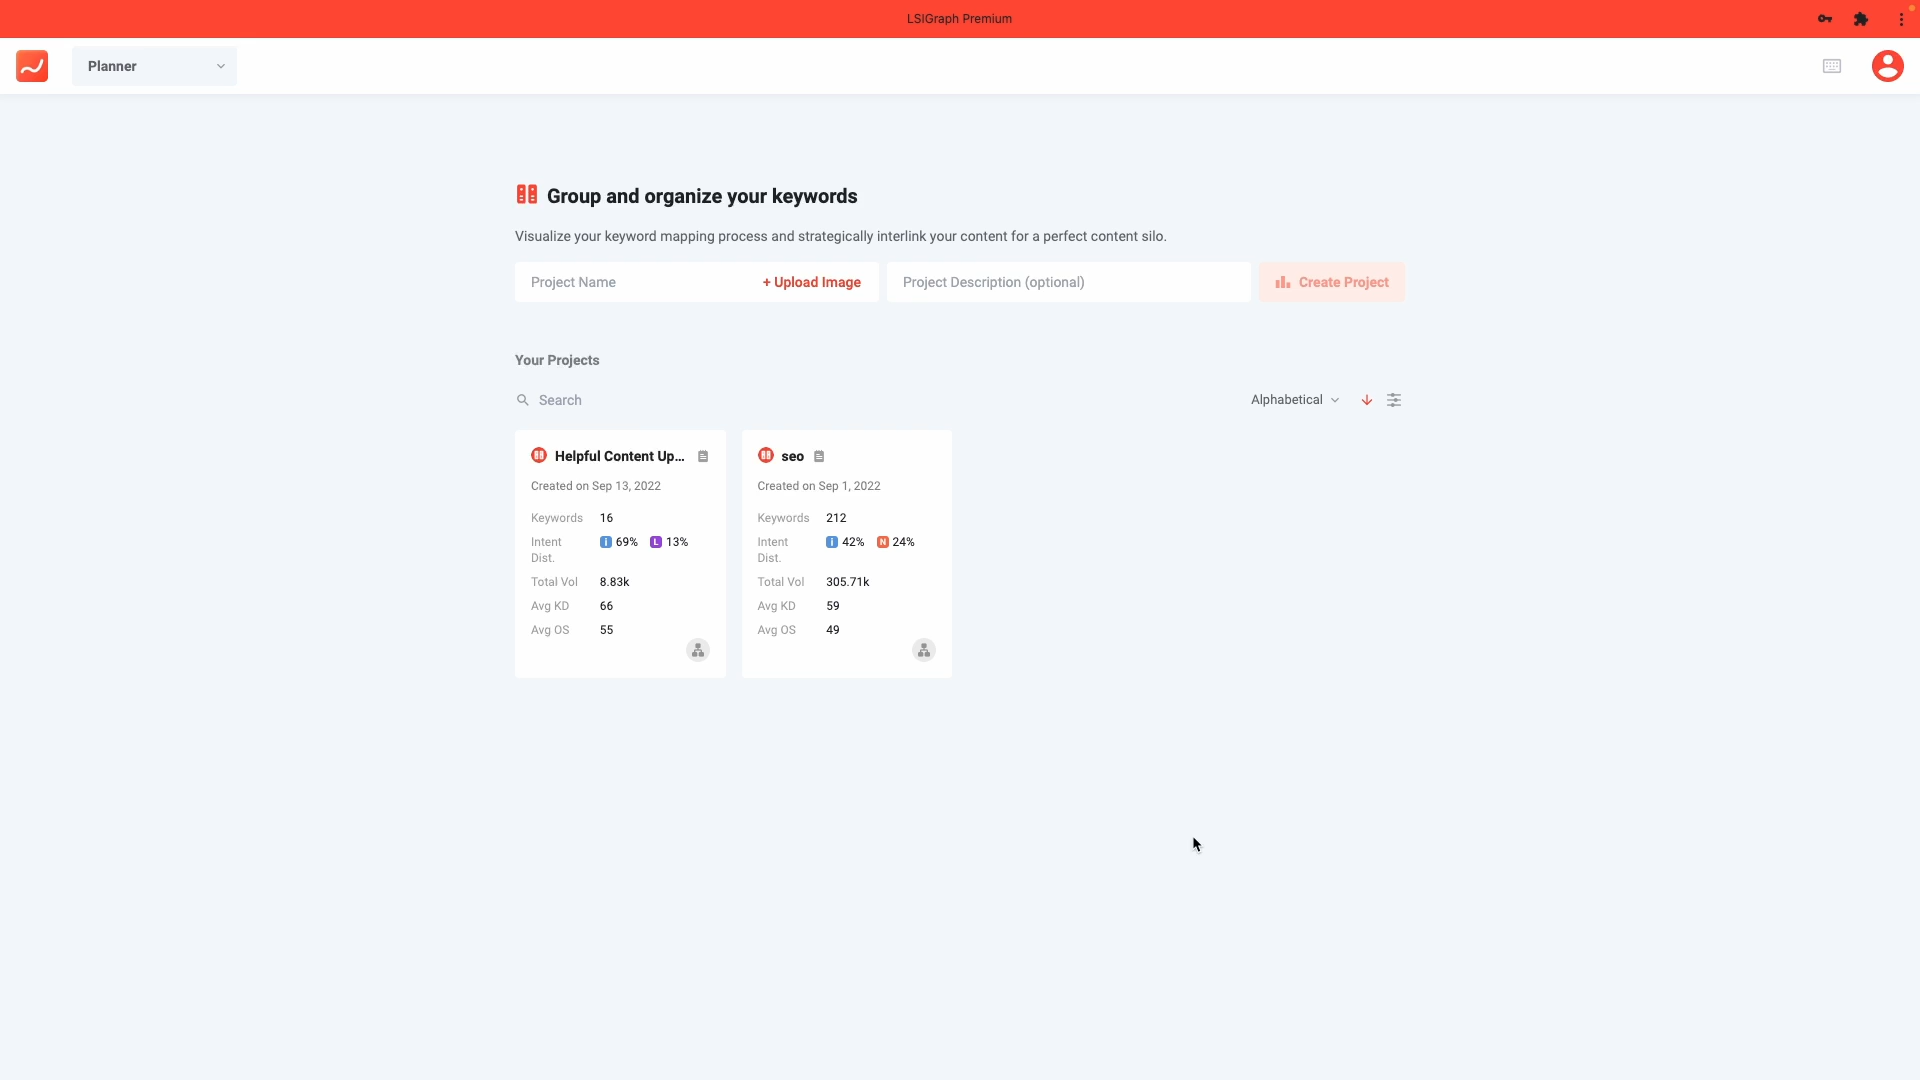 LSIGraph Premium
Planner
Group and organize your keywords
Visualize your keyword mapping process and strategically interlink your content for a perfect content silo.
Project Name + Upload Image Project Description (optional) Create Project
Your Projects
Search Alphabetical
Helpful Content Up...
Created on Sep 13, 2022
Keywords 16
Intent Dist. i 69% L 13%
Total Vol 8.83k
Avg KD 66
Avg OS 55
seo
Created on Sep 1, 2022
Keywords 212
Intent Dist. i 42% N 24%
Total Vol 305.71k
Avg KD 59
Avg OS 49